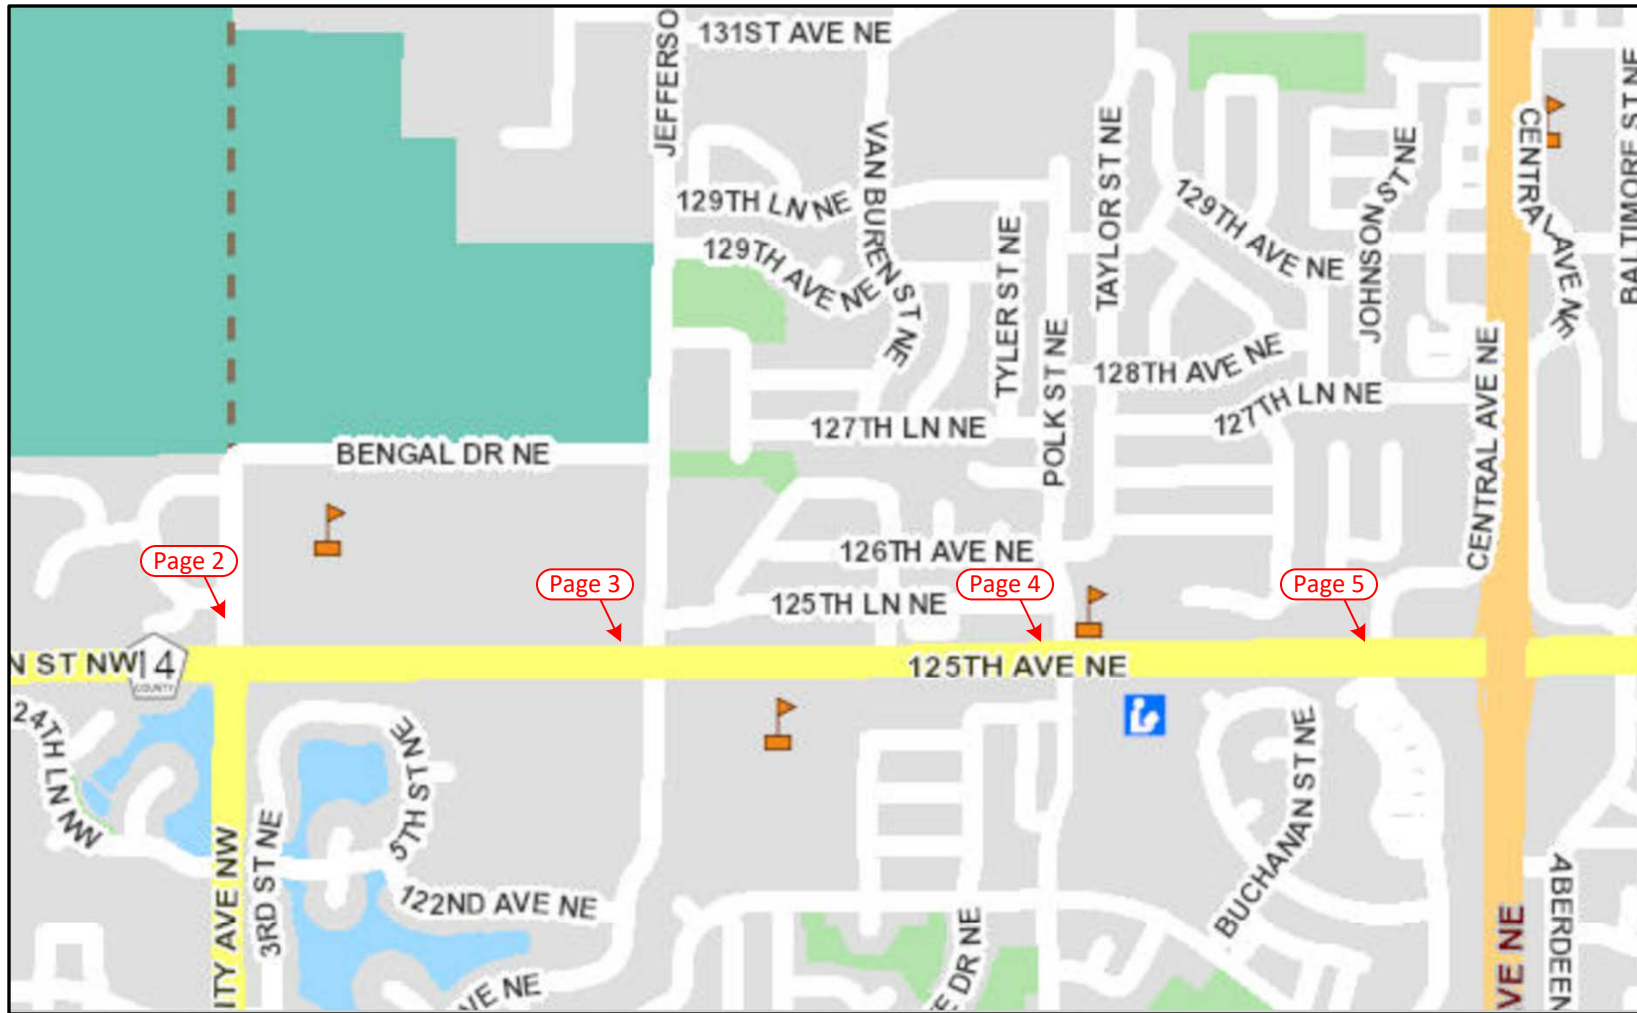 131ST AVE NE
JEFFERSO
VAN BUREN ST NE
TAYLOR ST NE
JOHNSON ST NE
CENTRAL AVE NE
BALTIMORE ST NE
129TH LN NE
129TH AVE NE
129TH AVE NE
TYLER ST NE
POLK ST NE
128TH AVE NE
127TH LN NE
127TH LN NE
CENTRAL AVE NE
BENGAL DR NE
126TH AVE NE
125TH LN NE
Page 2
Page 3
Page 4
Page 5
N ST NW
14
COUNTY
125TH AVE NE
24TH LN NW
5TH ST NE
3RD ST NE
ITY AVE NW
122ND AVE NE
VE NE
E DR NE
BUCHANAN ST NE
VE NE
ABERDEEN